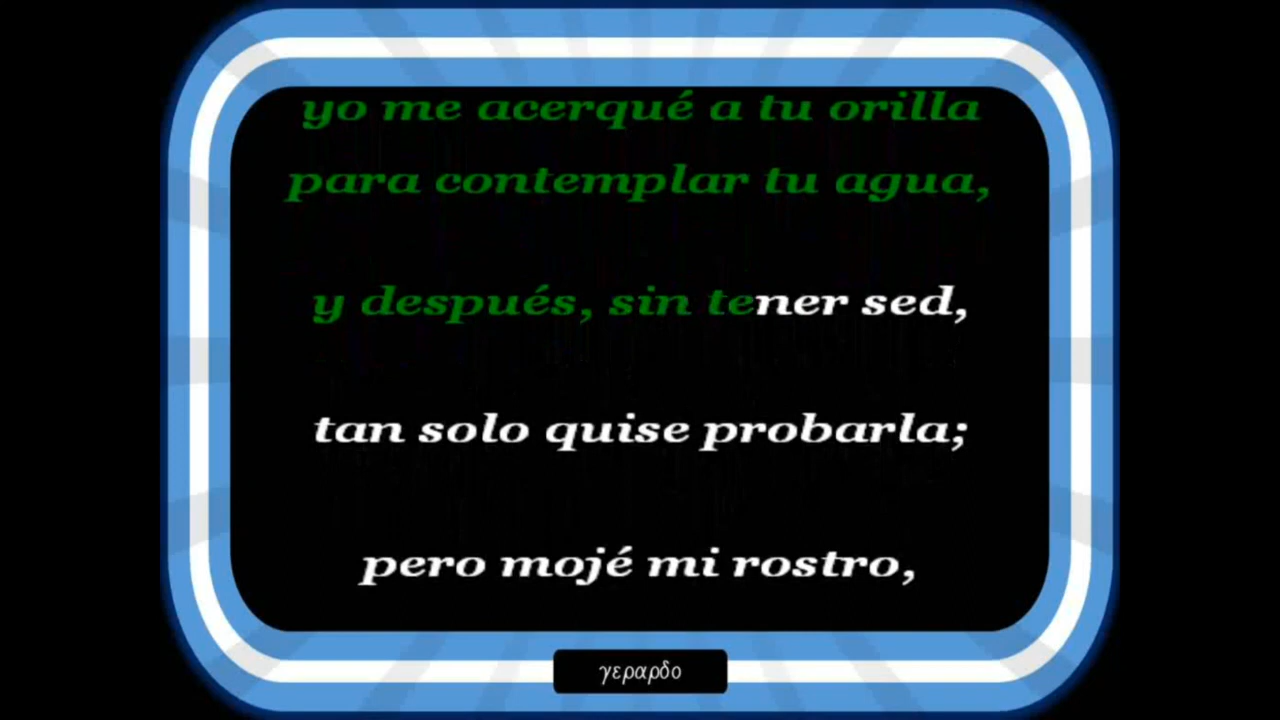 yo me acerqué a tu orilla
para contemplar tu agua,
y después, sin tener sed,
tan solo quise probarla;
pero mojé mi rostro,
γεραρδο